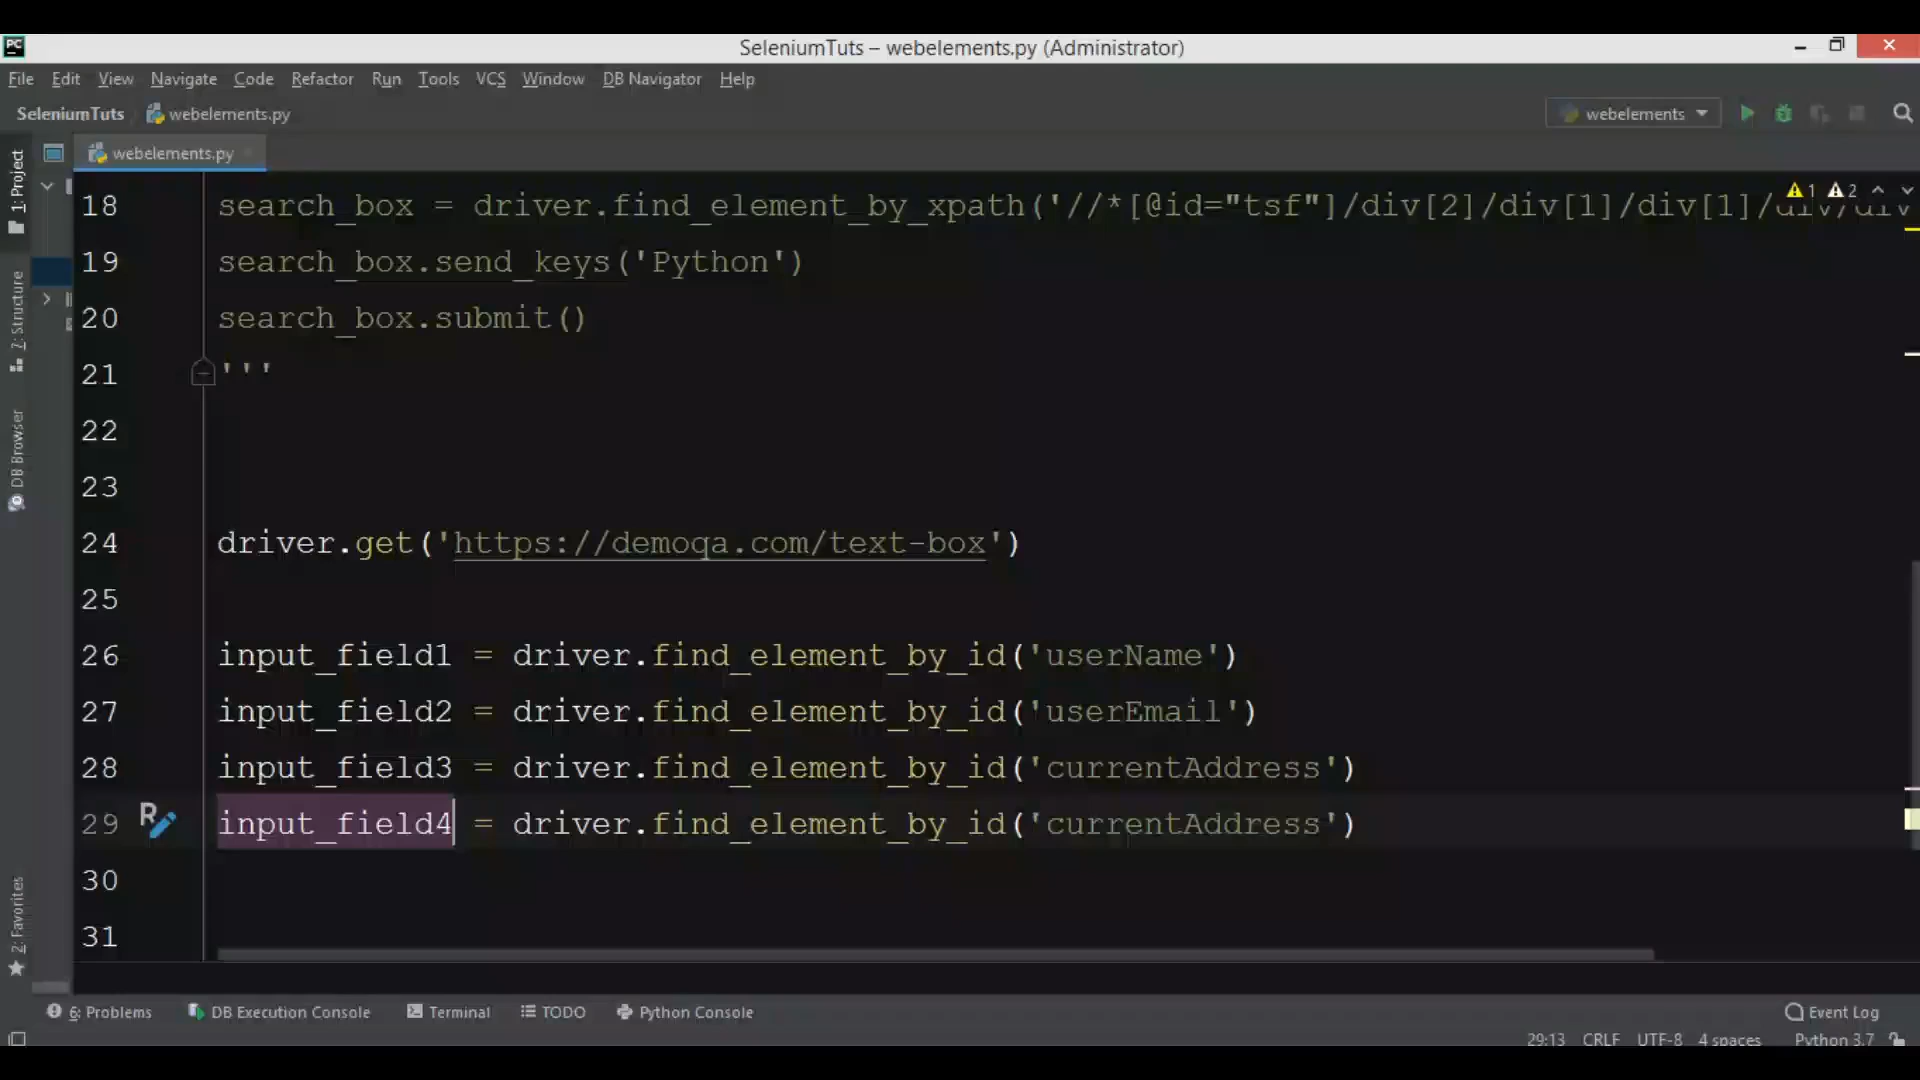 PC SeleniumTuts – webelements.py (Administrator)
File Edit View Navigate Code Refactor Run Tools VCS Window DB Navigator Help
SeleniumTuts webelements.py webelements
webelements.py
1: Project
7: Structure
DB Browser
2: Favorites
1 2
18 search_box = driver.find_element_by_xpath('//*[@id="tsf"]/div[2]/div[1]/div[1]/div/div
19 search_box.send_keys('Python')
20 search_box.submit()
21 '''
22
23
24 driver.get('https://demoqa.com/text-box')
25
26 input_field1 = driver.find_element_by_id('userName')
27 input_field2 = driver.find_element_by_id('userEmail')
28 input_field3 = driver.find_element_by_id('currentAddress')
29 input_field4 = driver.find_element_by_id('currentAddress')
30
31
6: Problems DB Execution Console Terminal TODO Python Console Event Log
29:13 CRLF UTF-8 4 spaces Python 3.7